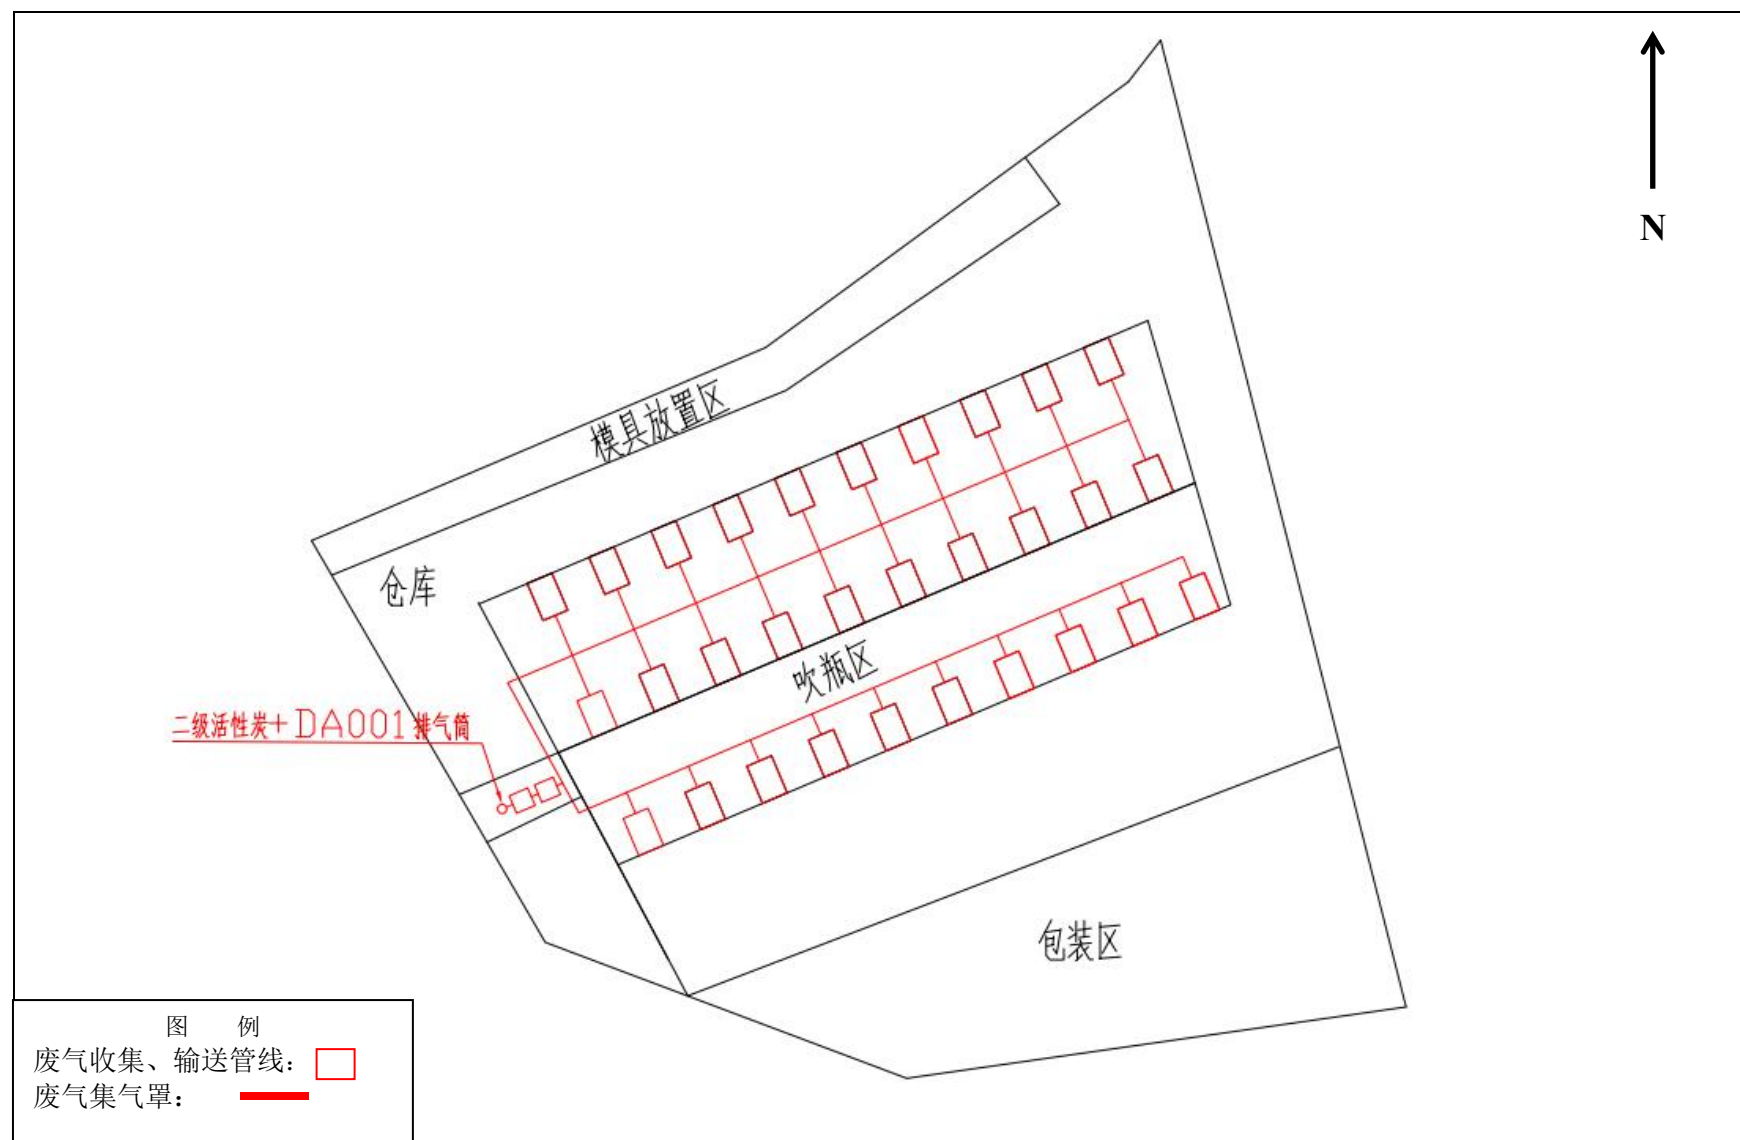 N
模具放置区
仓库
吹瓶区
二级活性炭+DA001排气筒
包装区
图 例
废气收集、输送管线：
废气集气罩：